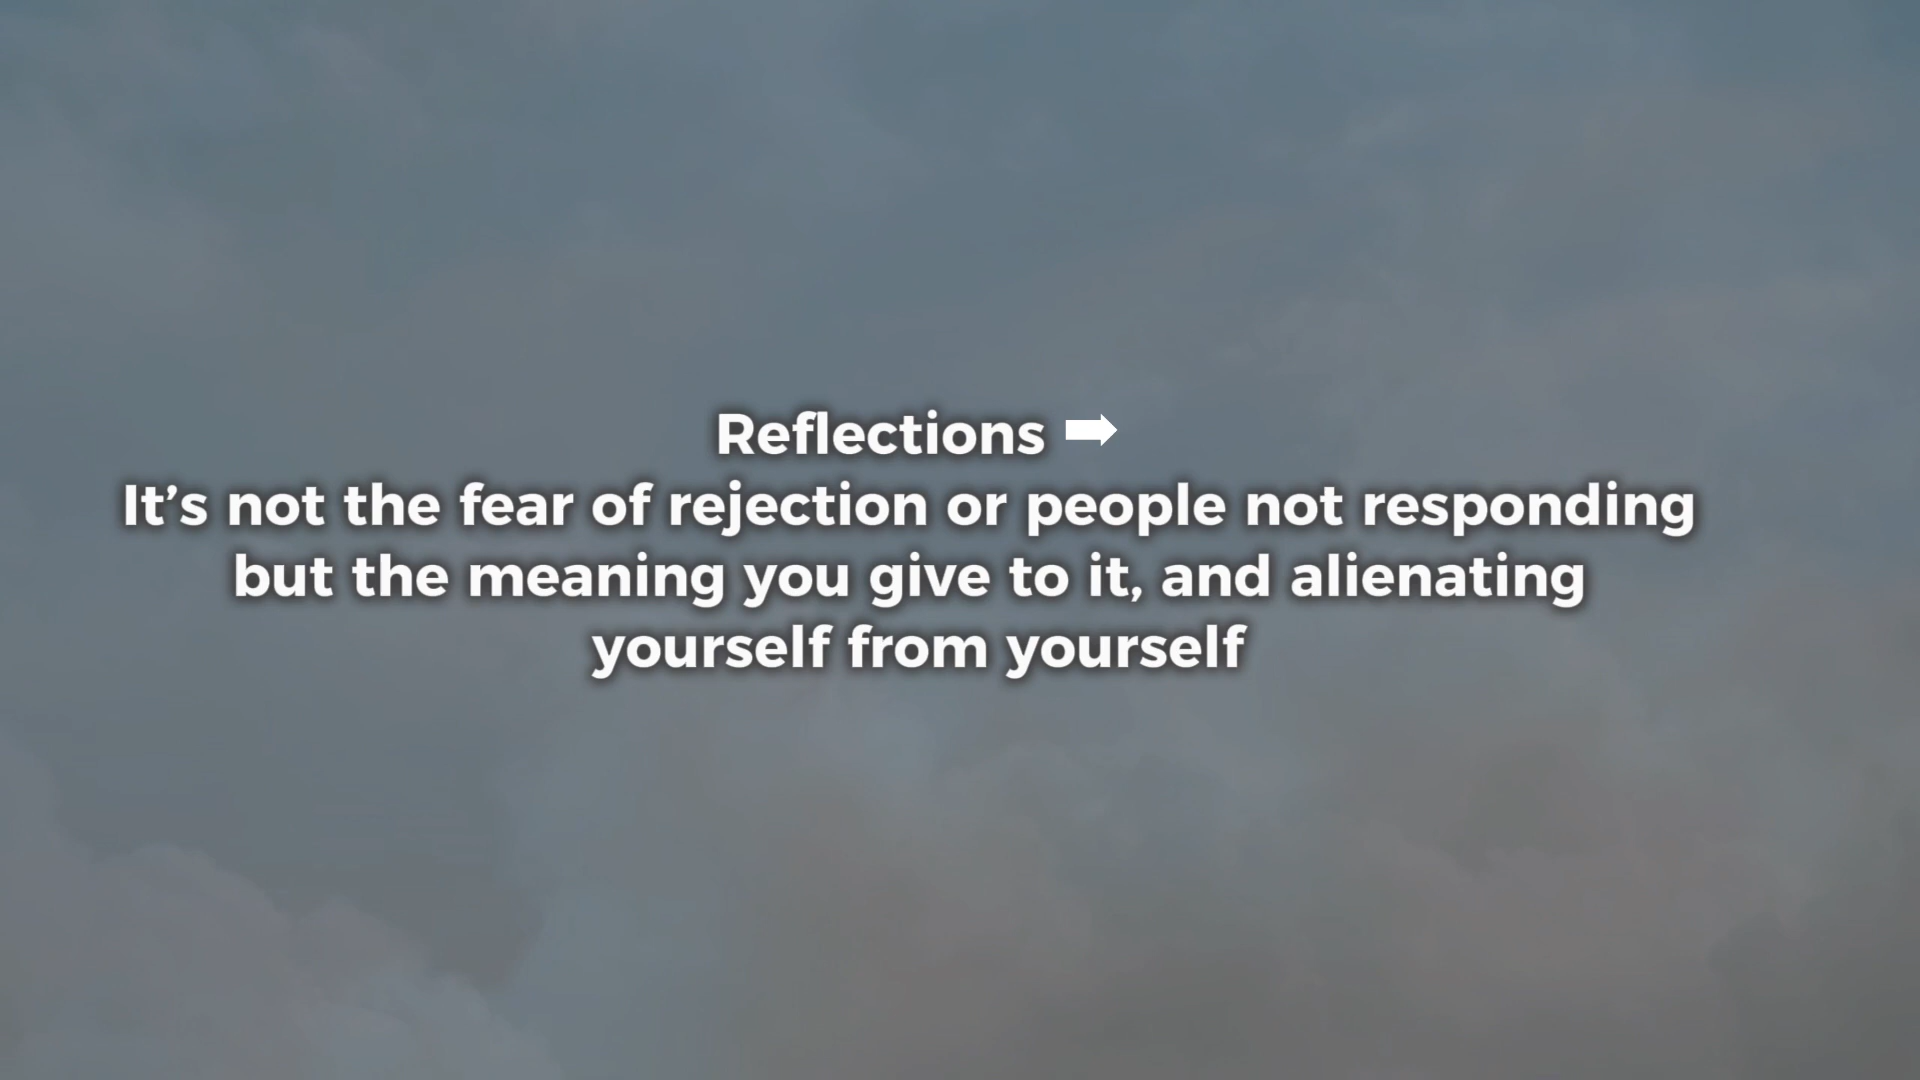 Reflections ➡
It’s not the fear of rejection or people not responding
but the meaning you give to it, and alienating
yourself from yourself